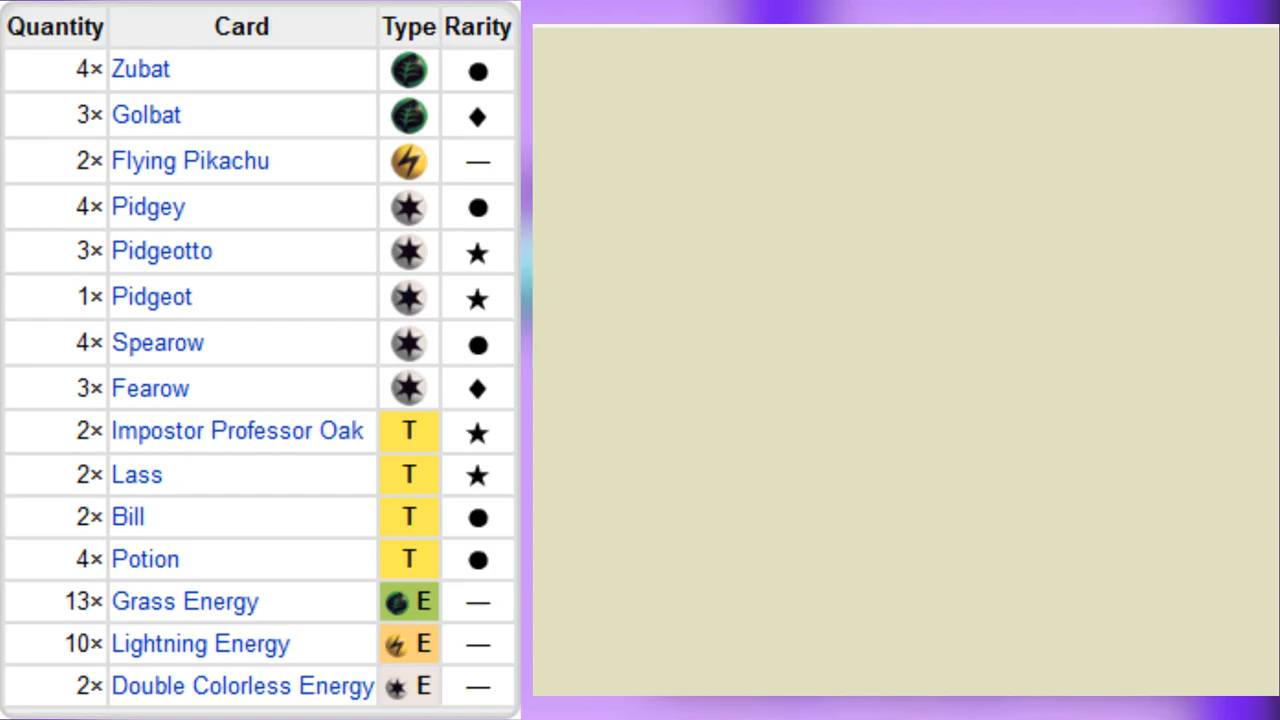 Quantity Card Type Rarity
4× Zubat ●
3× Golbat ♦
2× Flying Pikachu —
4× Pidgey ●
3× Pidgeotto ★
1× Pidgeot ★
4× Spearow ●
3× Fearow ♦
2× Impostor Professor Oak T ★
2× Lass T ★
2× Bill T ●
4× Potion T ●
13× Grass Energy E —
10× Lightning Energy E —
2× Double Colorless Energy E —